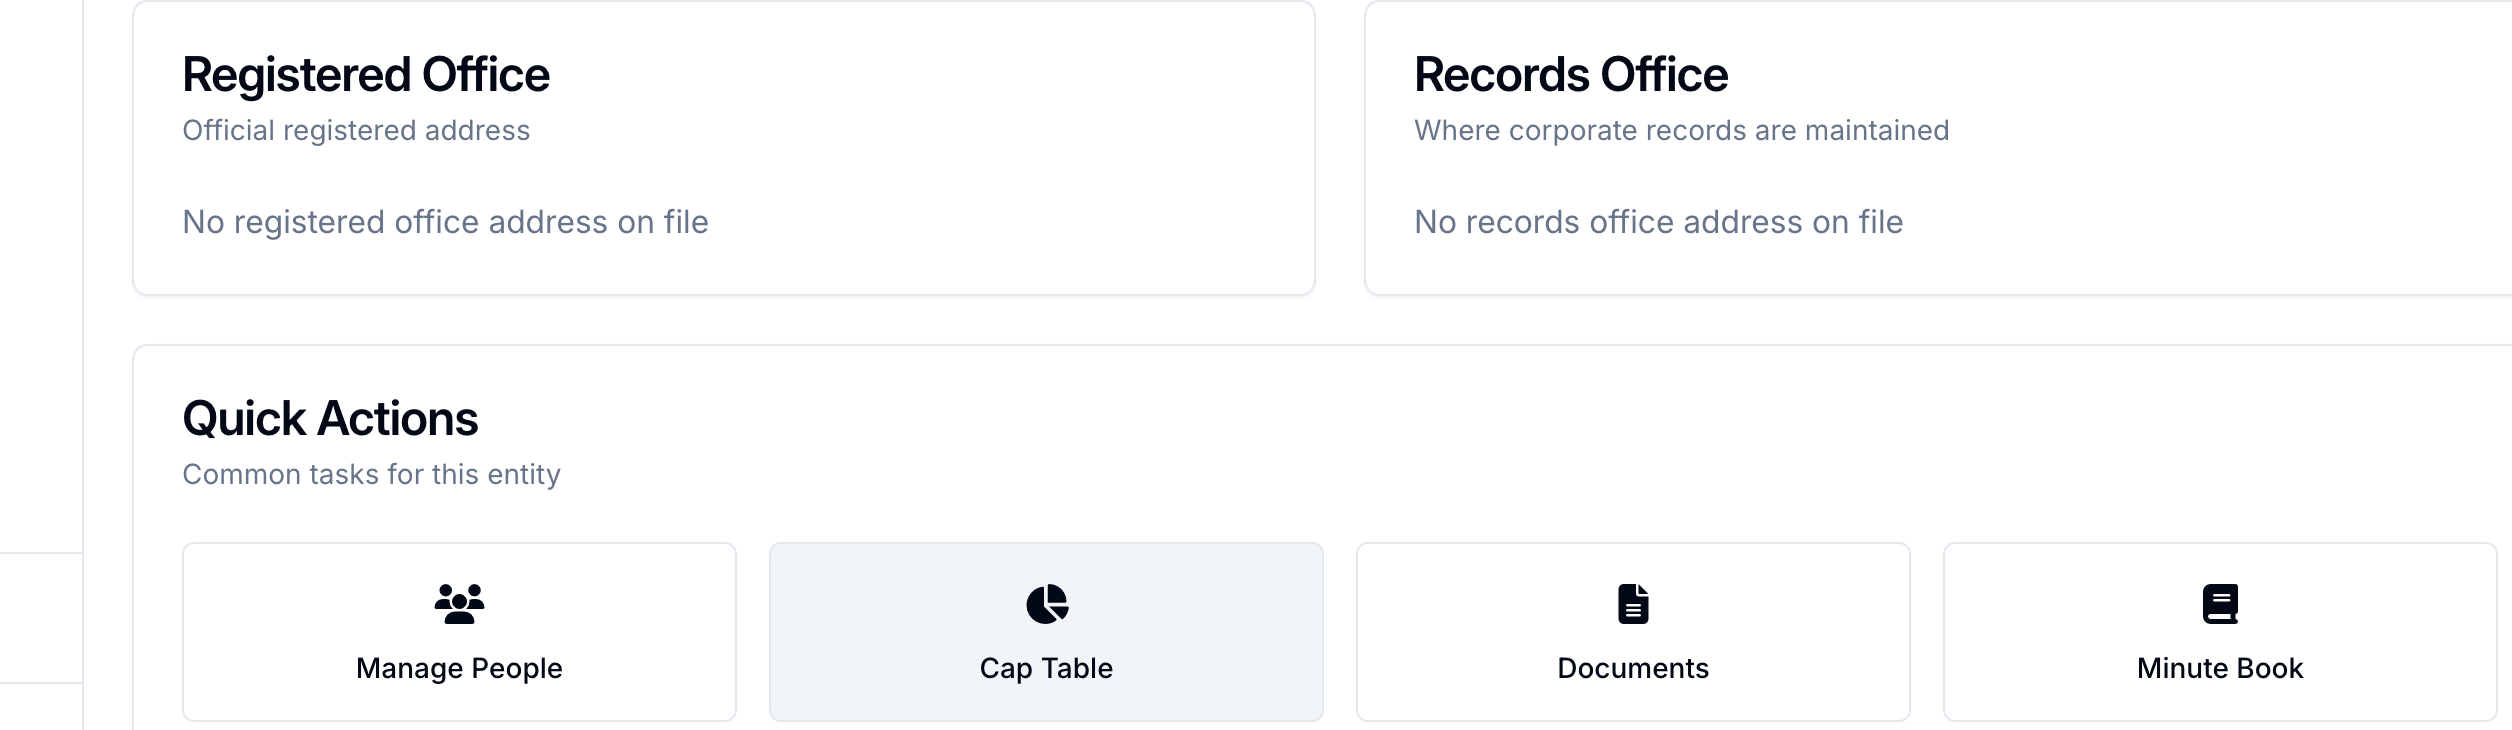 Registered Office
Official registered address
No registered office address on file
Records Office
Where corporate records are maintained
No records office address on file
Quick Actions
Common tasks for this entity
Manage People
Cap Table
Documents
Minute Book